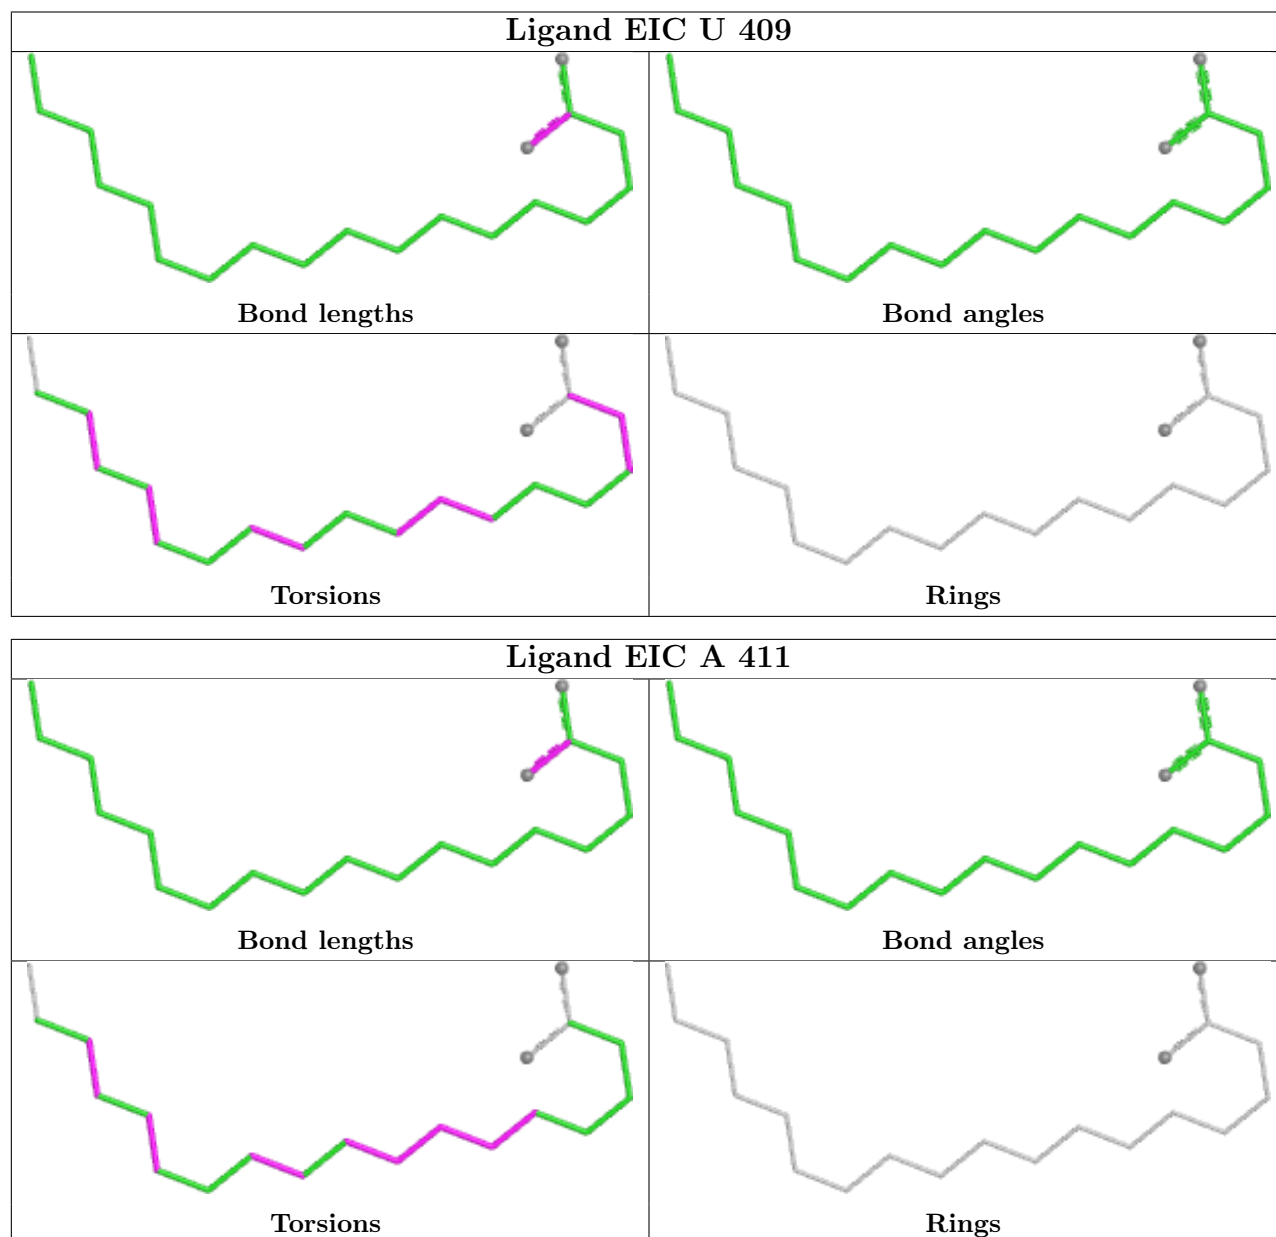 Ligand EIC U 409
Bond lengths
Bond angles
Torsions
Rings
Ligand EIC A 411
Bond lengths
Bond angles
Torsions
Rings